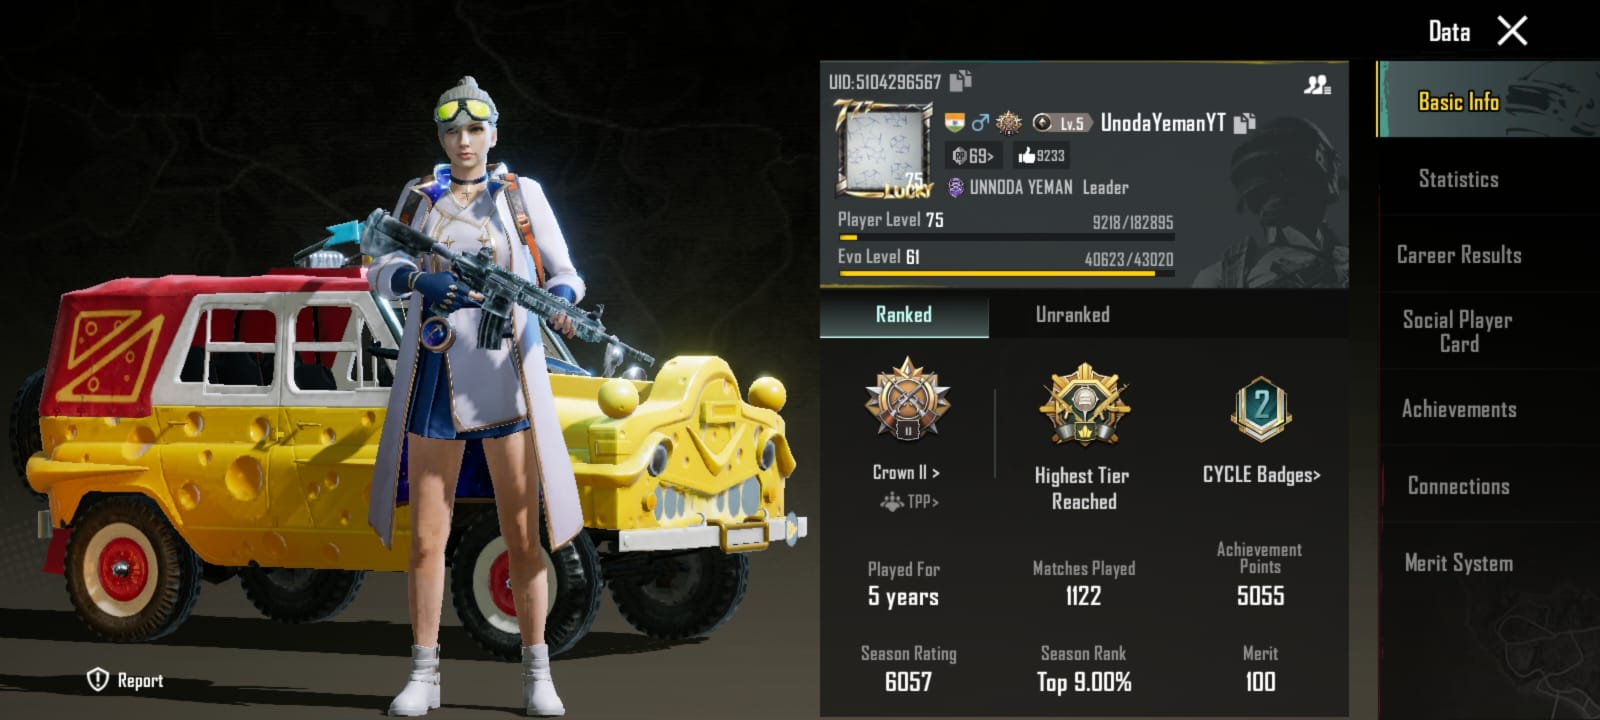 Data
UID:5104296567
Lv.5 UnodaYemanYT
RP 69> 9233
75
LUCKY
UNNODA YEMAN Leader
Player Level 75 9218/182895
Evo Level 61 40623/43020
Ranked Unranked
II
2
Crown II >
TPP>
Highest Tier
Reached
CYCLE Badges>
Played For
5 years
Matches Played
1122
Achievement
Points
5055
Season Rating
6057
Season Rank
Top 9.00%
Merit
100
Basic Info
Statistics
Career Results
Social Player
Card
Achievements
Connections
Merit System
Report